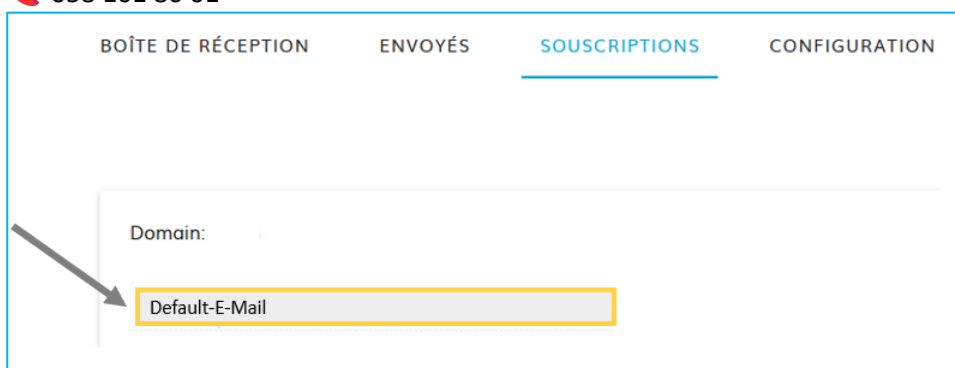 BOÎTE DE RÉCEPTION ENVOYÉS SOUSCRIPTIONS CONFIGURATION
Domain:
Default-E-Mail